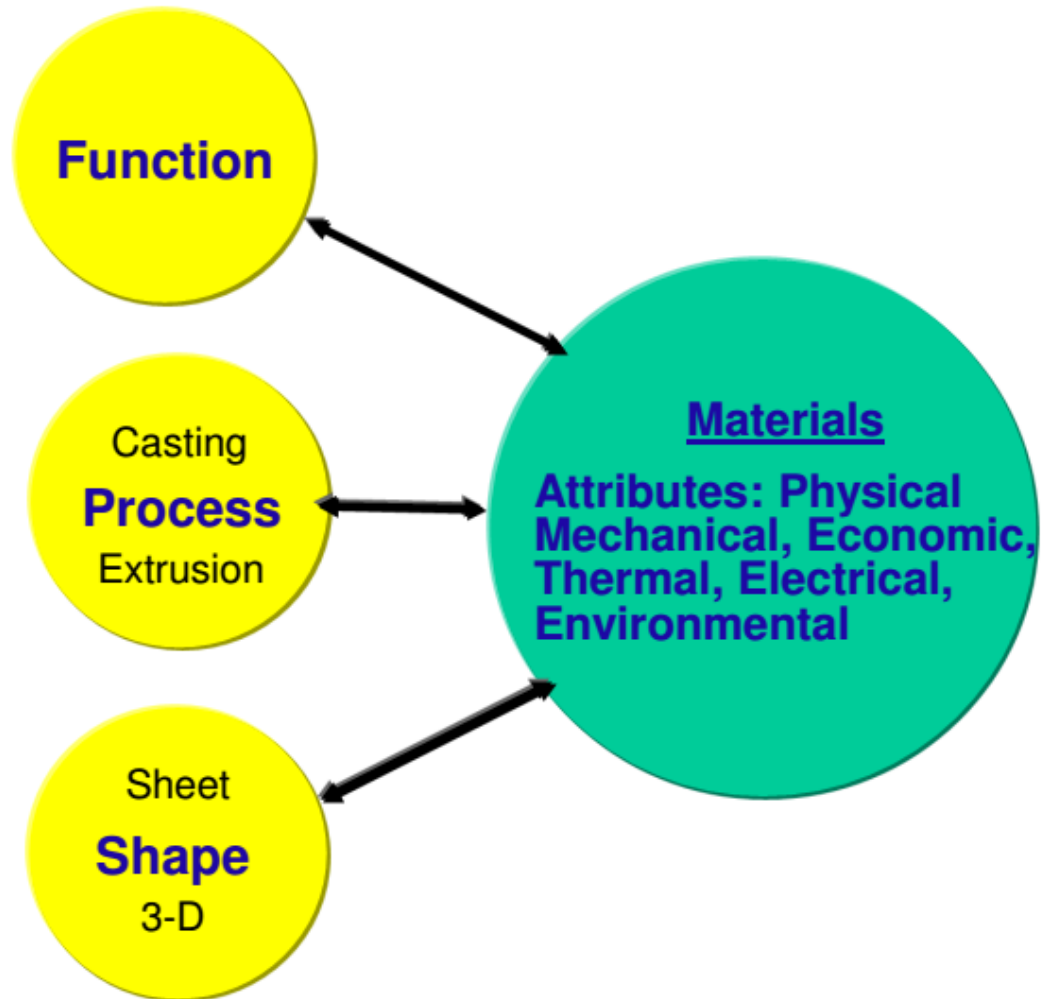 Function
Casting
Process
Extrusion
Sheet
Shape
3-D
Materials
Attributes: Physical
Mechanical, Economic,
Thermal, Electrical,
Environmental